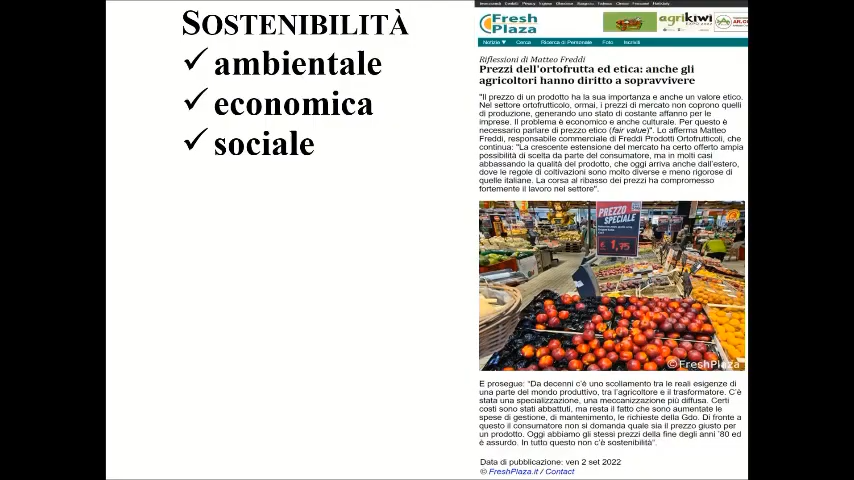 SOSTENIBILITÀ
✓ ambientale
✓ economica
✓ sociale
Fresh
Plaza
agrikiwi
Notizie ▼ Cerca Ricerca di Personale Foto Iscriviti
Riflessioni di Matteo Freddi
Prezzi dell'ortofrutta ed etica: anche gli
agricoltori hanno diritto a sopravvivere
"Il prezzo di un prodotto ha la sua importanza e anche un valore etico.
Nel settore ortofrutticolo, ormai, i prezzi di mercato non coprono quelli
di produzione, generando uno stato di costante affanno per le
imprese. Il problema è economico e anche culturale. Per questo è
necessario parlare di prezzo etico (fair value)". Lo afferma Matteo
Freddi, responsabile commerciale di Freddi Prodotti Ortofrutticoli, che
continua: "La crescente estensione del mercato ha certo offerto ampia
possibilità di scelta da parte del consumatore, ma in molti casi
abbassando la qualità del prodotto, che oggi arriva anche dall'estero,
dove le regole di coltivazioni sono molto diverse e meno rigorose di
quelle italiane. La corsa al ribasso dei prezzi ha compromesso
fortemente il lavoro nel settore".
PREZZO
SPECIALE
€ 1,75
©FreshPlaza
E prosegue: "Da decenni c'è uno scollamento tra le reali esigenze di
una parte del mondo produttivo, tra l'agricoltore e il trasformatore. C'è
stata una specializzazione, una meccanizzazione più diffusa. Certi
costi sono stati abbattuti, ma resta il fatto che sono aumentate le
spese di gestione, di mantenimento, le richieste della Gdo. Di fronte a
questo il consumatore non si domanda quale sia il prezzo giusto per
un prodotto. Oggi abbiamo gli stessi prezzi della fine degli anni '80 ed
è assurdo. In tutto questo non c'è sostenibilità".
Data di pubblicazione: ven 2 set 2022
© FreshPlaza.it / Contact